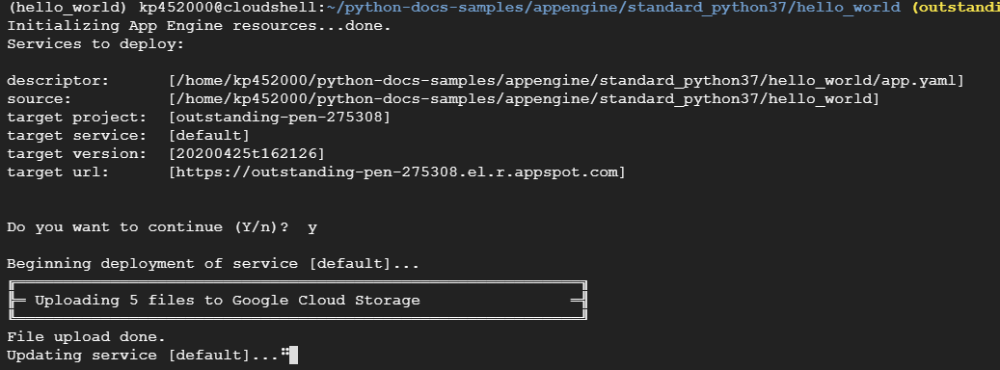 (hello_world) kp452000@cloudshell:~/python-docs-samples/appengine/standard_python37/hello_world (outstandi
Initializing App Engine resources...done.
Services to deploy:
descriptor:      [/home/kp452000/python-docs-samples/appengine/standard_python37/hello_world/app.yaml]
source:          [/home/kp452000/python-docs-samples/appengine/standard_python37/hello_world]
target project:  [outstanding-pen-275308]
target service:  [default]
target version:  [20200425t162126]
target url:      [https://outstanding-pen-275308.el.r.appspot.com]
Do you want to continue (Y/n)?  y
Beginning deployment of service [default]...
Uploading 5 files to Google Cloud Storage
File upload done.
Updating service [default]...